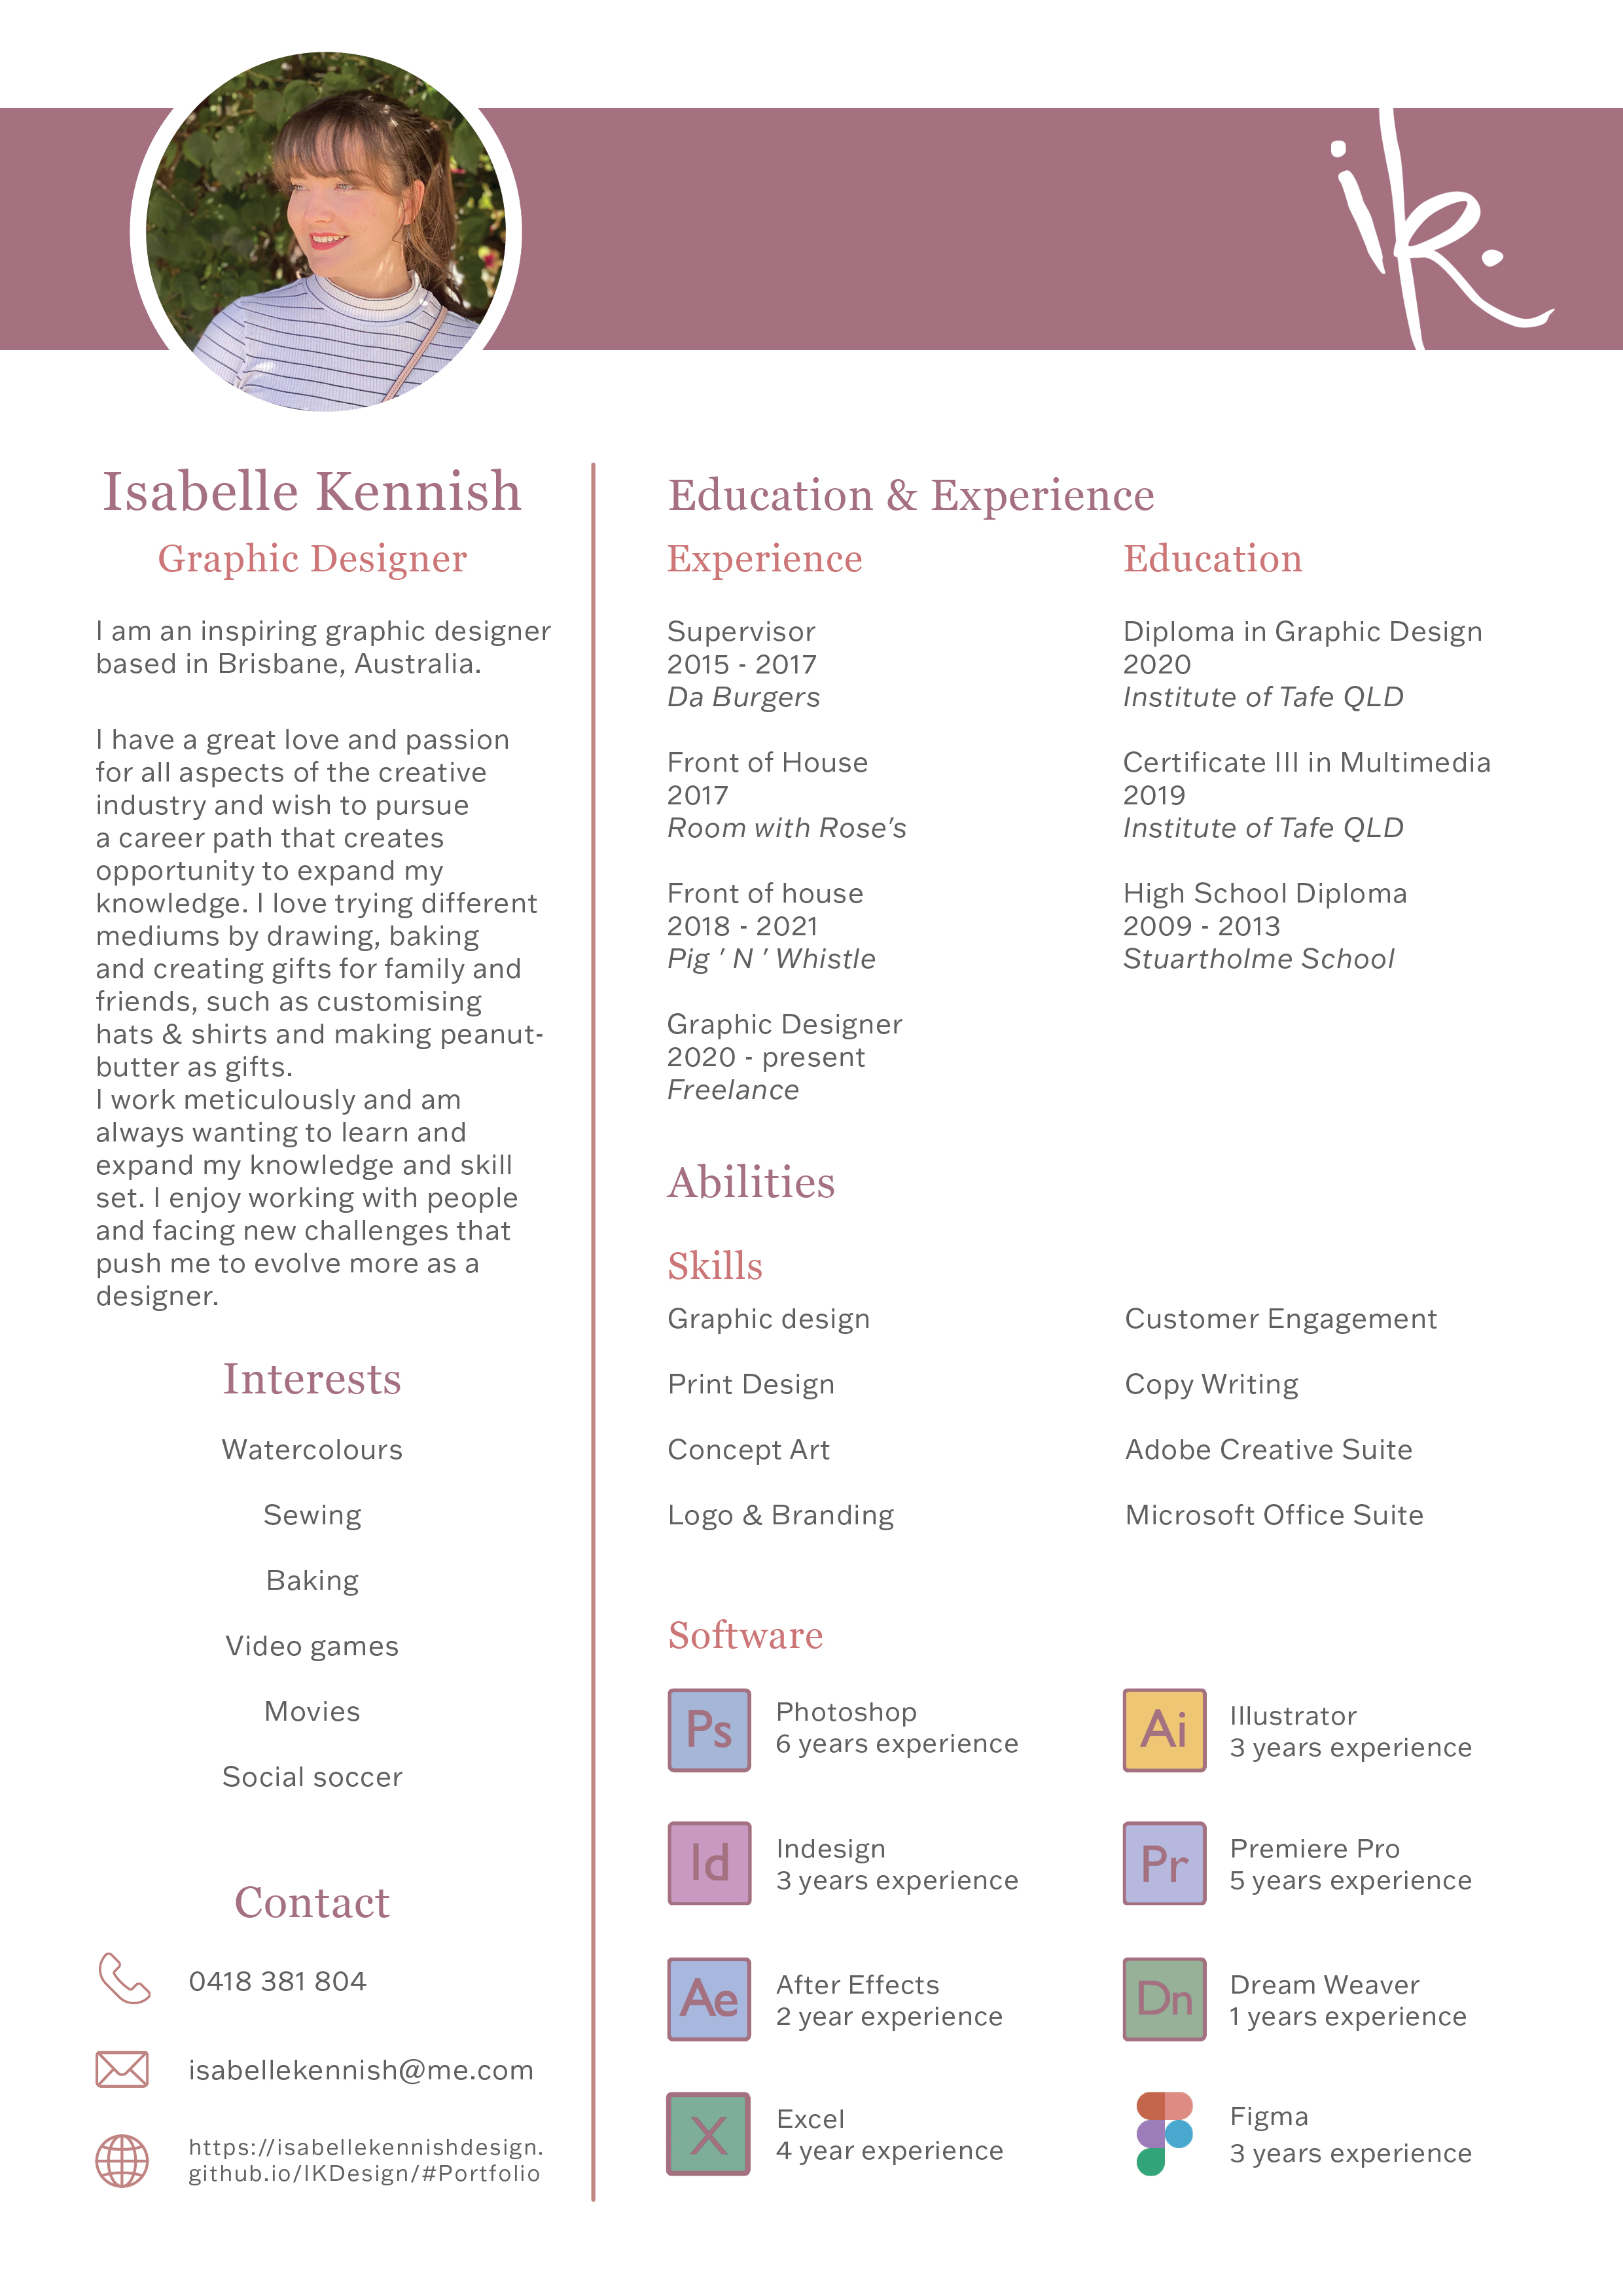 ik.
Isabelle Kennish
Graphic Designer
I am an inspiring graphic designer
based in Brisbane, Australia.
I have a great love and passion
for all aspects of the creative
industry and wish to pursue
a career path that creates
opportunity to expand my
knowledge. I love trying different
mediums by drawing, baking
and creating gifts for family and
friends, such as customising
hats & shirts and making peanut-
butter as gifts.
I work meticulously and am
always wanting to learn and
expand my knowledge and skill
set. I enjoy working with people
and facing new challenges that
push me to evolve more as a
designer.
Interests
Watercolours
Sewing
Baking
Video games
Movies
Social soccer
Contact
0418 381 804
isabellekennish@me.com
https://isabellekennishdesign.
github.io/IKDesign/#Portfolio
Education & Experience
Experience
Supervisor
2015 - 2017
Da Burgers
Front of House
2017
Room with Rose's
Front of house
2018 - 2021
Pig ' N ' Whistle
Graphic Designer
2020 - present
Freelance
Education
Diploma in Graphic Design
2020
Institute of Tafe QLD
Certificate III in Multimedia
2019
Institute of Tafe QLD
High School Diploma
2009 - 2013
Stuartholme School
Abilities
Skills
Graphic design
Print Design
Concept Art
Logo & Branding
Customer Engagement
Copy Writing
Adobe Creative Suite
Microsoft Office Suite
Software
Ps
Photoshop
6 years experience
Ai
Illustrator
3 years experience
Id
Indesign
3 years experience
Pr
Premiere Pro
5 years experience
Ae
After Effects
2 year experience
Dn
Dream Weaver
1 years experience
X
Excel
4 year experience
Figma
3 years experience